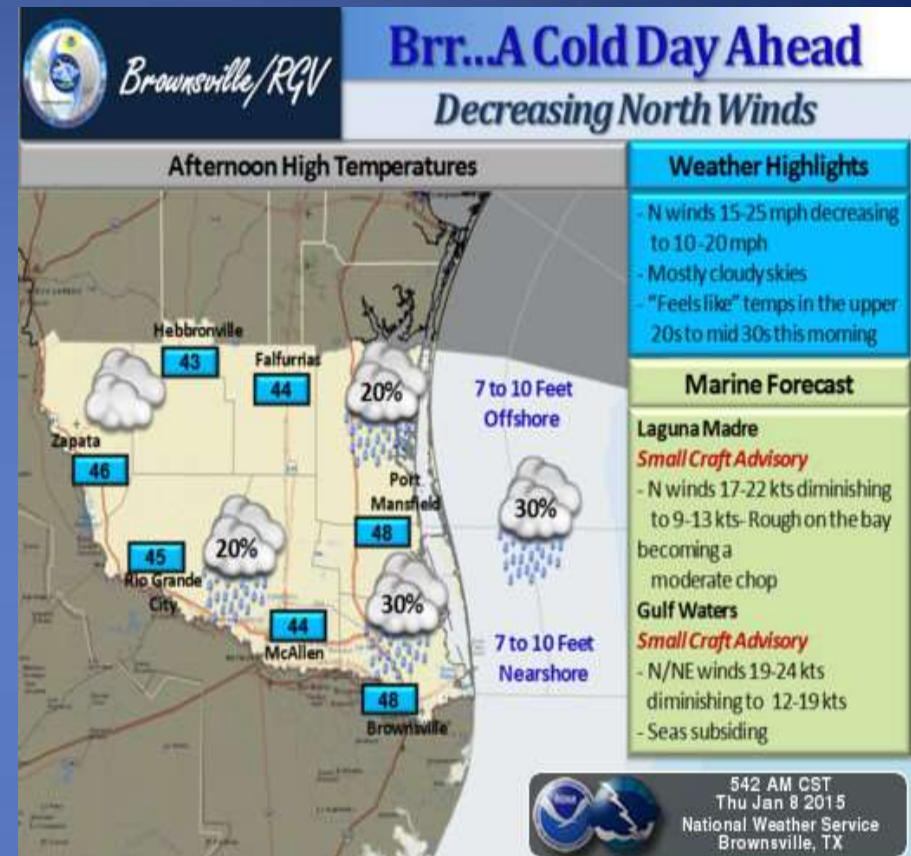 Brownsville/RGV
Brr...A Cold Day Ahead
Decreasing North Winds
Afternoon High Temperatures
Hebbronville
43
Falfurrias
44
20%
Zapata
46
Port
Mansfield
48
20%
45
Rio Grande
City
30%
44
McAllen
48
Brownsville
7 to 10 Feet
Offshore
30%
7 to 10 Feet
Nearshore
Weather Highlights
- N winds 15-25 mph decreasing
to 10 -20 mph
- Mostly cloudy skies
- "Feels like" temps in the upper
20s to mid 30s this morning
Marine Forecast
Laguna Madre
Small Craft Advisory
- N winds 17-22 kts diminishing
to 9-13 kts- Rough on the bay
becoming a
moderate chop
Gulf Waters
Small Craft Advisory
- N/NE winds 19-24 kts
diminishing to 12-19 kts
- Seas subsiding
542 AM CST
Thu Jan 8 2015
National Weather Service
Brownsville, TX